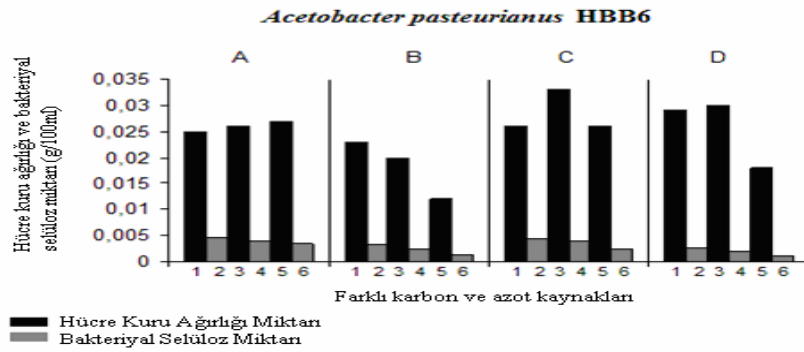 Acetobacter pasteurianus HBB6
A B C D
Hücre kuru ağırlığı ve bakteriyal
selüloz miktarı (g/100ml)
0,035
0,03
0,025
0,02
0,015
0,01
0,005
0
1 2 3 4 5 6 1 2 3 4 5 6 1 2 3 4 5 6 1 2 3 4 5 6
Farklı karbon ve azot kaynakları
Hücre Kuru Ağırlığı Miktarı
Bakteriyal Selüloz Miktarı